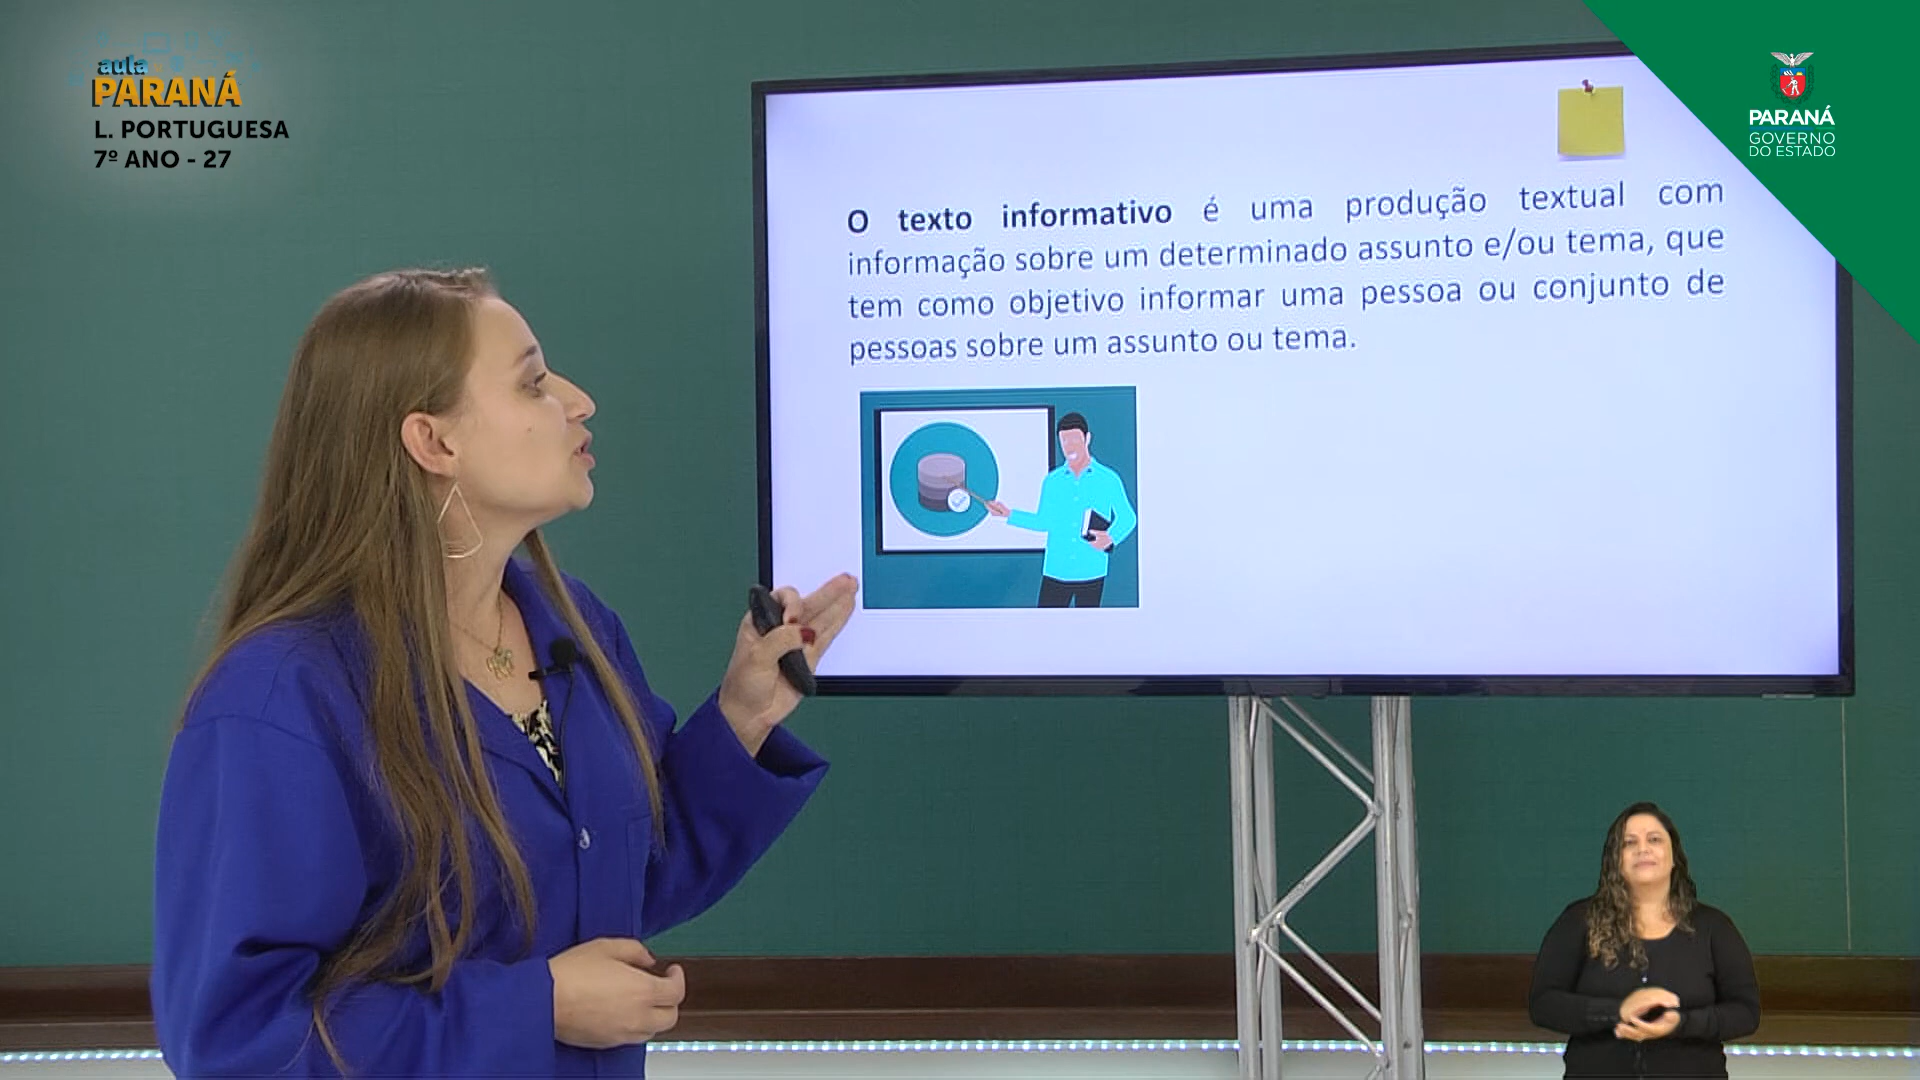 aula
PARANÁ
L. PORTUGUESA
7º ANO - 27
PARANÁ
GOVERNO
DO ESTADO
O texto informativo é uma produção textual com
informação sobre um determinado assunto e/ou tema, que
tem como objetivo informar uma pessoa ou conjunto de
pessoas sobre um assunto ou tema.